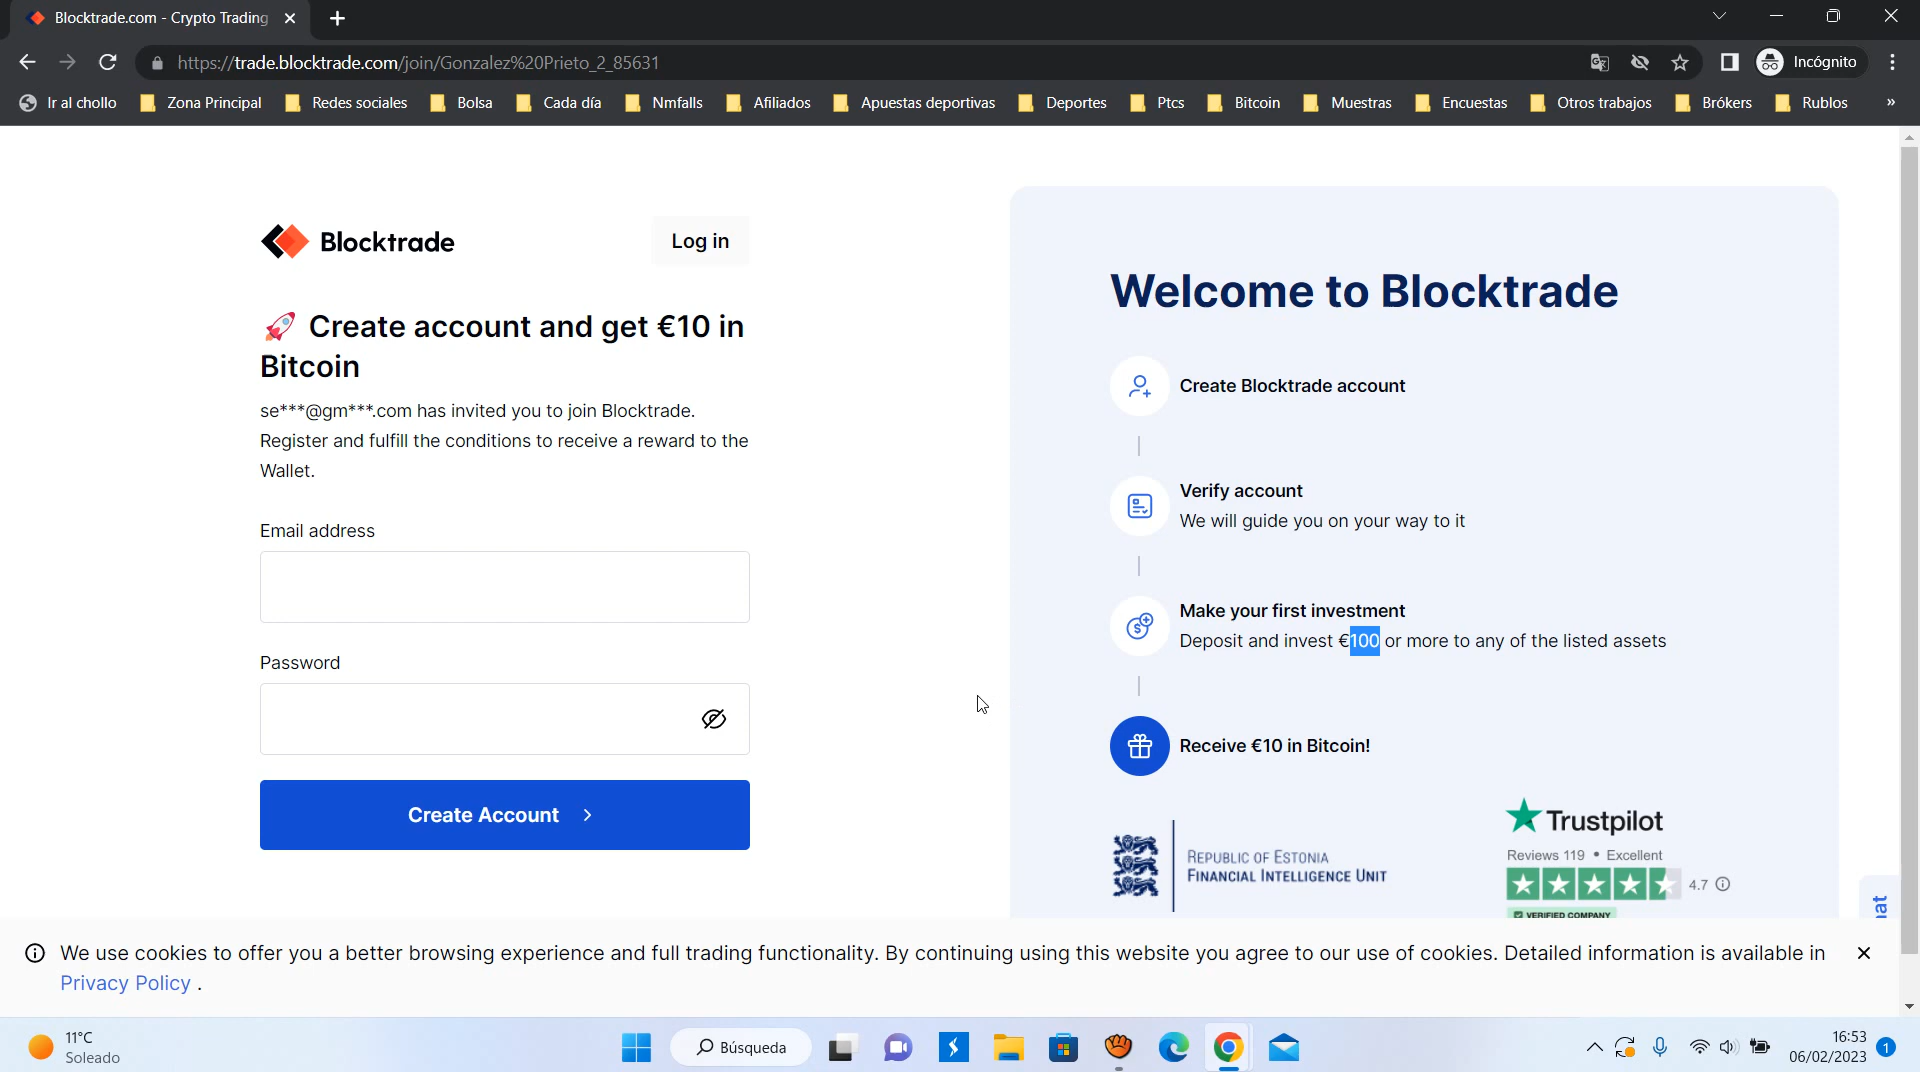 Blocktrade.com - Crypto Trading
https://trade.blocktrade.com/join/Gonzalez%20Prieto_2_85631
Incógnito
Ir al chollo
Zona Principal
Redes sociales
Bolsa
Cada día
Nmfalls
Afiliados
Apuestas deportivas
Deportes
Ptcs
Bitcoin
Muestras
Encuestas
Otros trabajos
Brókers
Rublos
»
Blocktrade
Log in
Create account and get €10 in
Bitcoin
se***@gm***.com has invited you to join Blocktrade.
Register and fulfill the conditions to receive a reward to the
Wallet.
Email address
Password
Create Account
Welcome to Blocktrade
Create Blocktrade account
Verify account
We will guide you on your way to it
Make your first investment
Deposit and invest €100 or more to any of the listed assets
Receive €10 in Bitcoin!
REPUBLIC OF ESTONIA
FINANCIAL INTELLIGENCE UNIT
Trustpilot
Reviews 119 • Excellent
4.7
VERIFIED COMPANY
We use cookies to offer you a better browsing experience and full trading functionality. By continuing using this website you agree to our use of cookies. Detailed information is available in
Privacy Policy .
11°C
Soleado
Búsqueda
16:53
06/02/2023
1